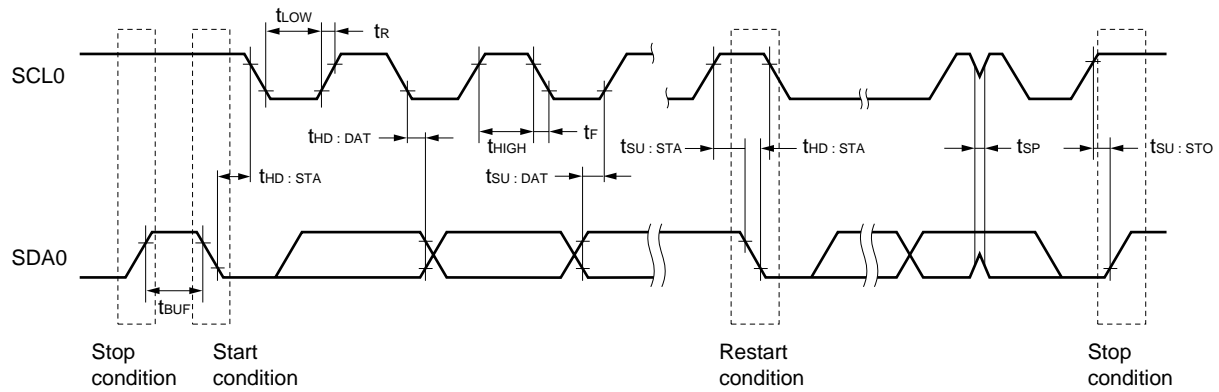 tLOW
tR
SCL0
tHD : DAT
tHIGH
tF
tSU : STA
tHD : STA
tSP
tSU : STO
tHD : STA
tSU : DAT
SDA0
tBUF
Stop
condition
Start
condition
Restart
condition
Stop
condition